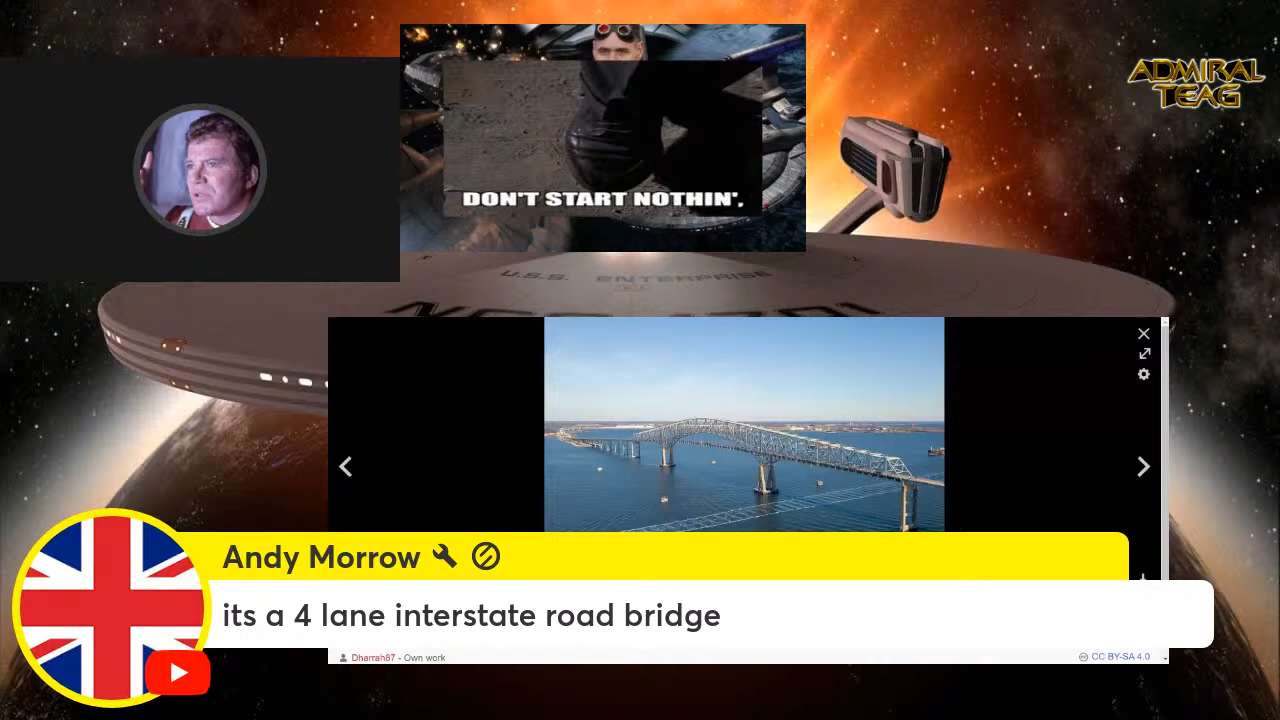 ADMIRAL
TEAG
DON'T START NOTHIN',
U.S.S. ENTERPRISE
Andy Morrow
its a 4 lane interstate road bridge
Dharrah87 - Own work
CC BY-SA 4.0